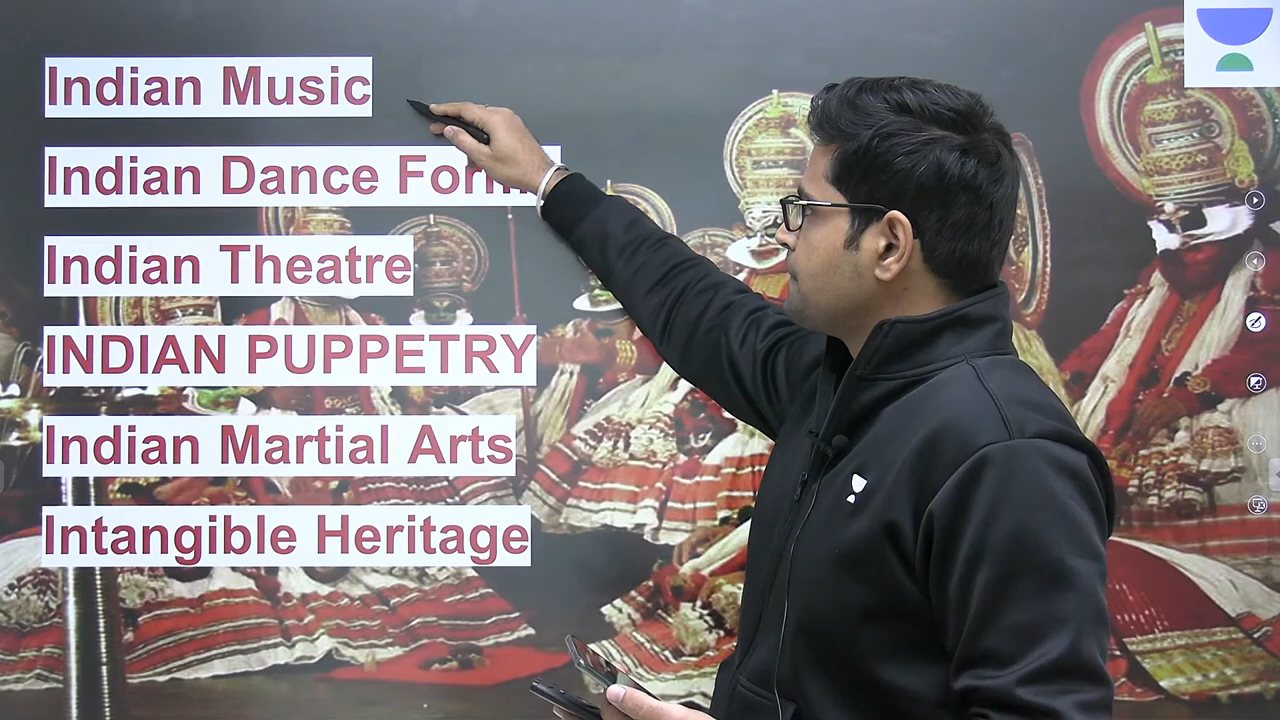 Indian Music
Indian Dance
Indian Theatre
INDIAN PUPPETRY
Indian Martial Arts
Intangible Heritage